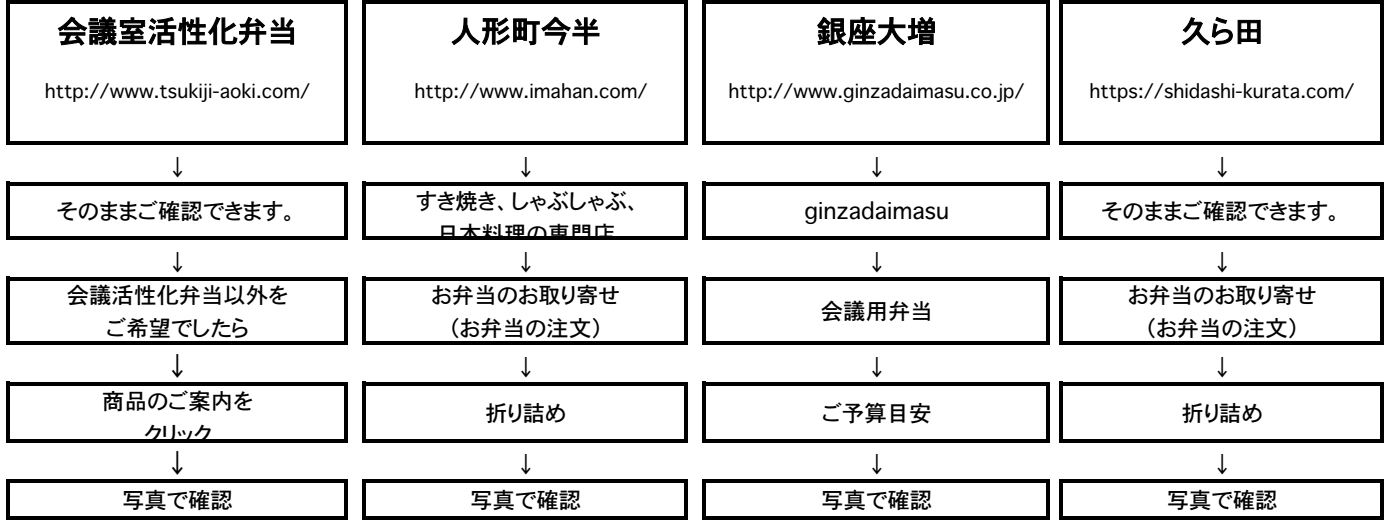 会議室活性化弁当
http://www.tsukiji-aoki.com/
↓
そのままご確認できます。
↓
会議活性化弁当以外を
ご希望でしたら
↓
商品のご案内を
クリック
↓
写真で確認
人形町今半
http://www.imahan.com/
↓
すき焼き、しゃぶしゃぶ、
日本料理の専門店
↓
お弁当のお取り寄せ
（お弁当の注文）
↓
折り詰め
↓
写真で確認
銀座大増
http://www.ginzadaimasu.co.jp/
↓
ginzadaimasu
↓
会議用弁当
↓
ご予算目安
↓
写真で確認
久ら田
https://shidashi-kurata.com/
↓
そのままご確認できます。
↓
お弁当のお取り寄せ
（お弁当の注文）
↓
折り詰め
↓
写真で確認